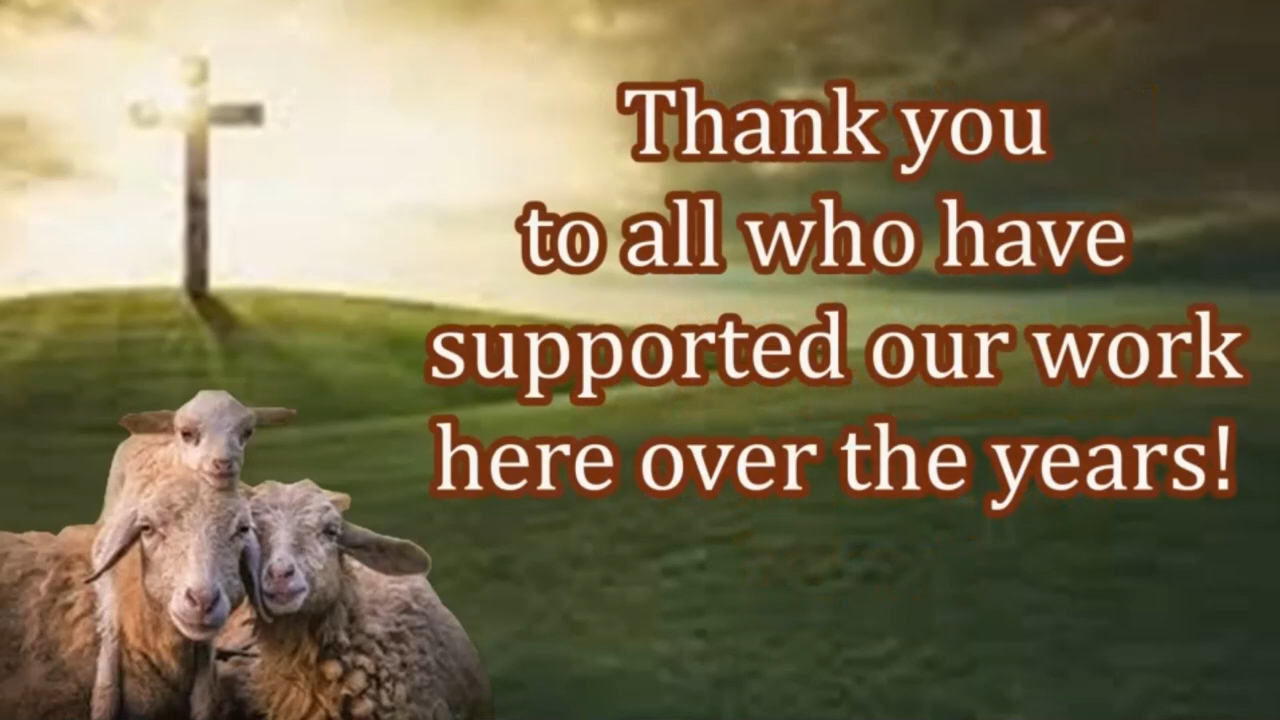 Thank you
to all who have
supported our work
here over the years!